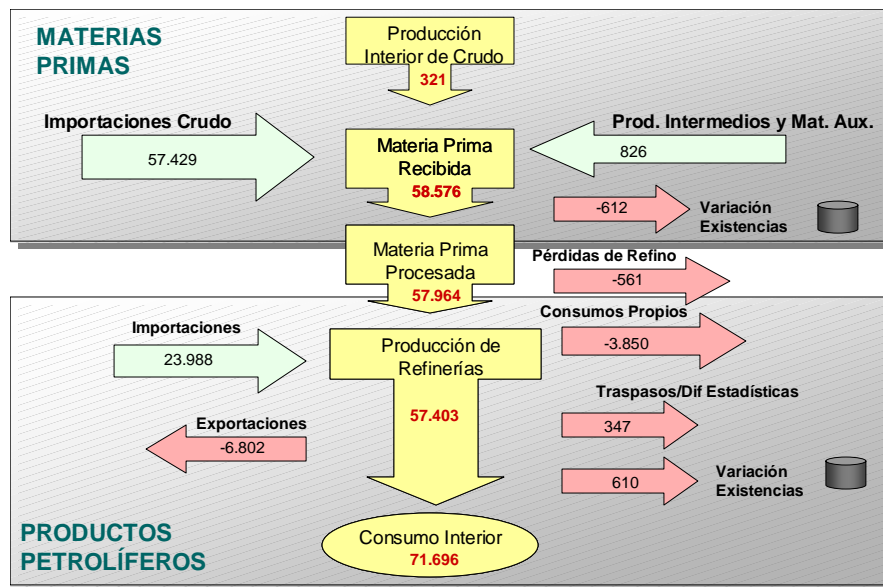 MATERIAS
PRIMAS
Producción
Interior de Crudo
321
Importaciones Crudo
57.429
Materia Prima
Recibida
58.576
Prod. Intermedios y Mat. Aux.
826
-612
Variación
Existencias
Materia Prima
Procesada
57.964
Pérdidas de Refino
-561
Importaciones
23.988
Producción de
Refinerías
57.403
Consumos Propios
-3.850
Exportaciones
-6.802
Traspasos/Dif Estadísticas
347
610
Variación
Existencias
PRODUCTOS
PETROLÍFEROS
Consumo Interior
71.696